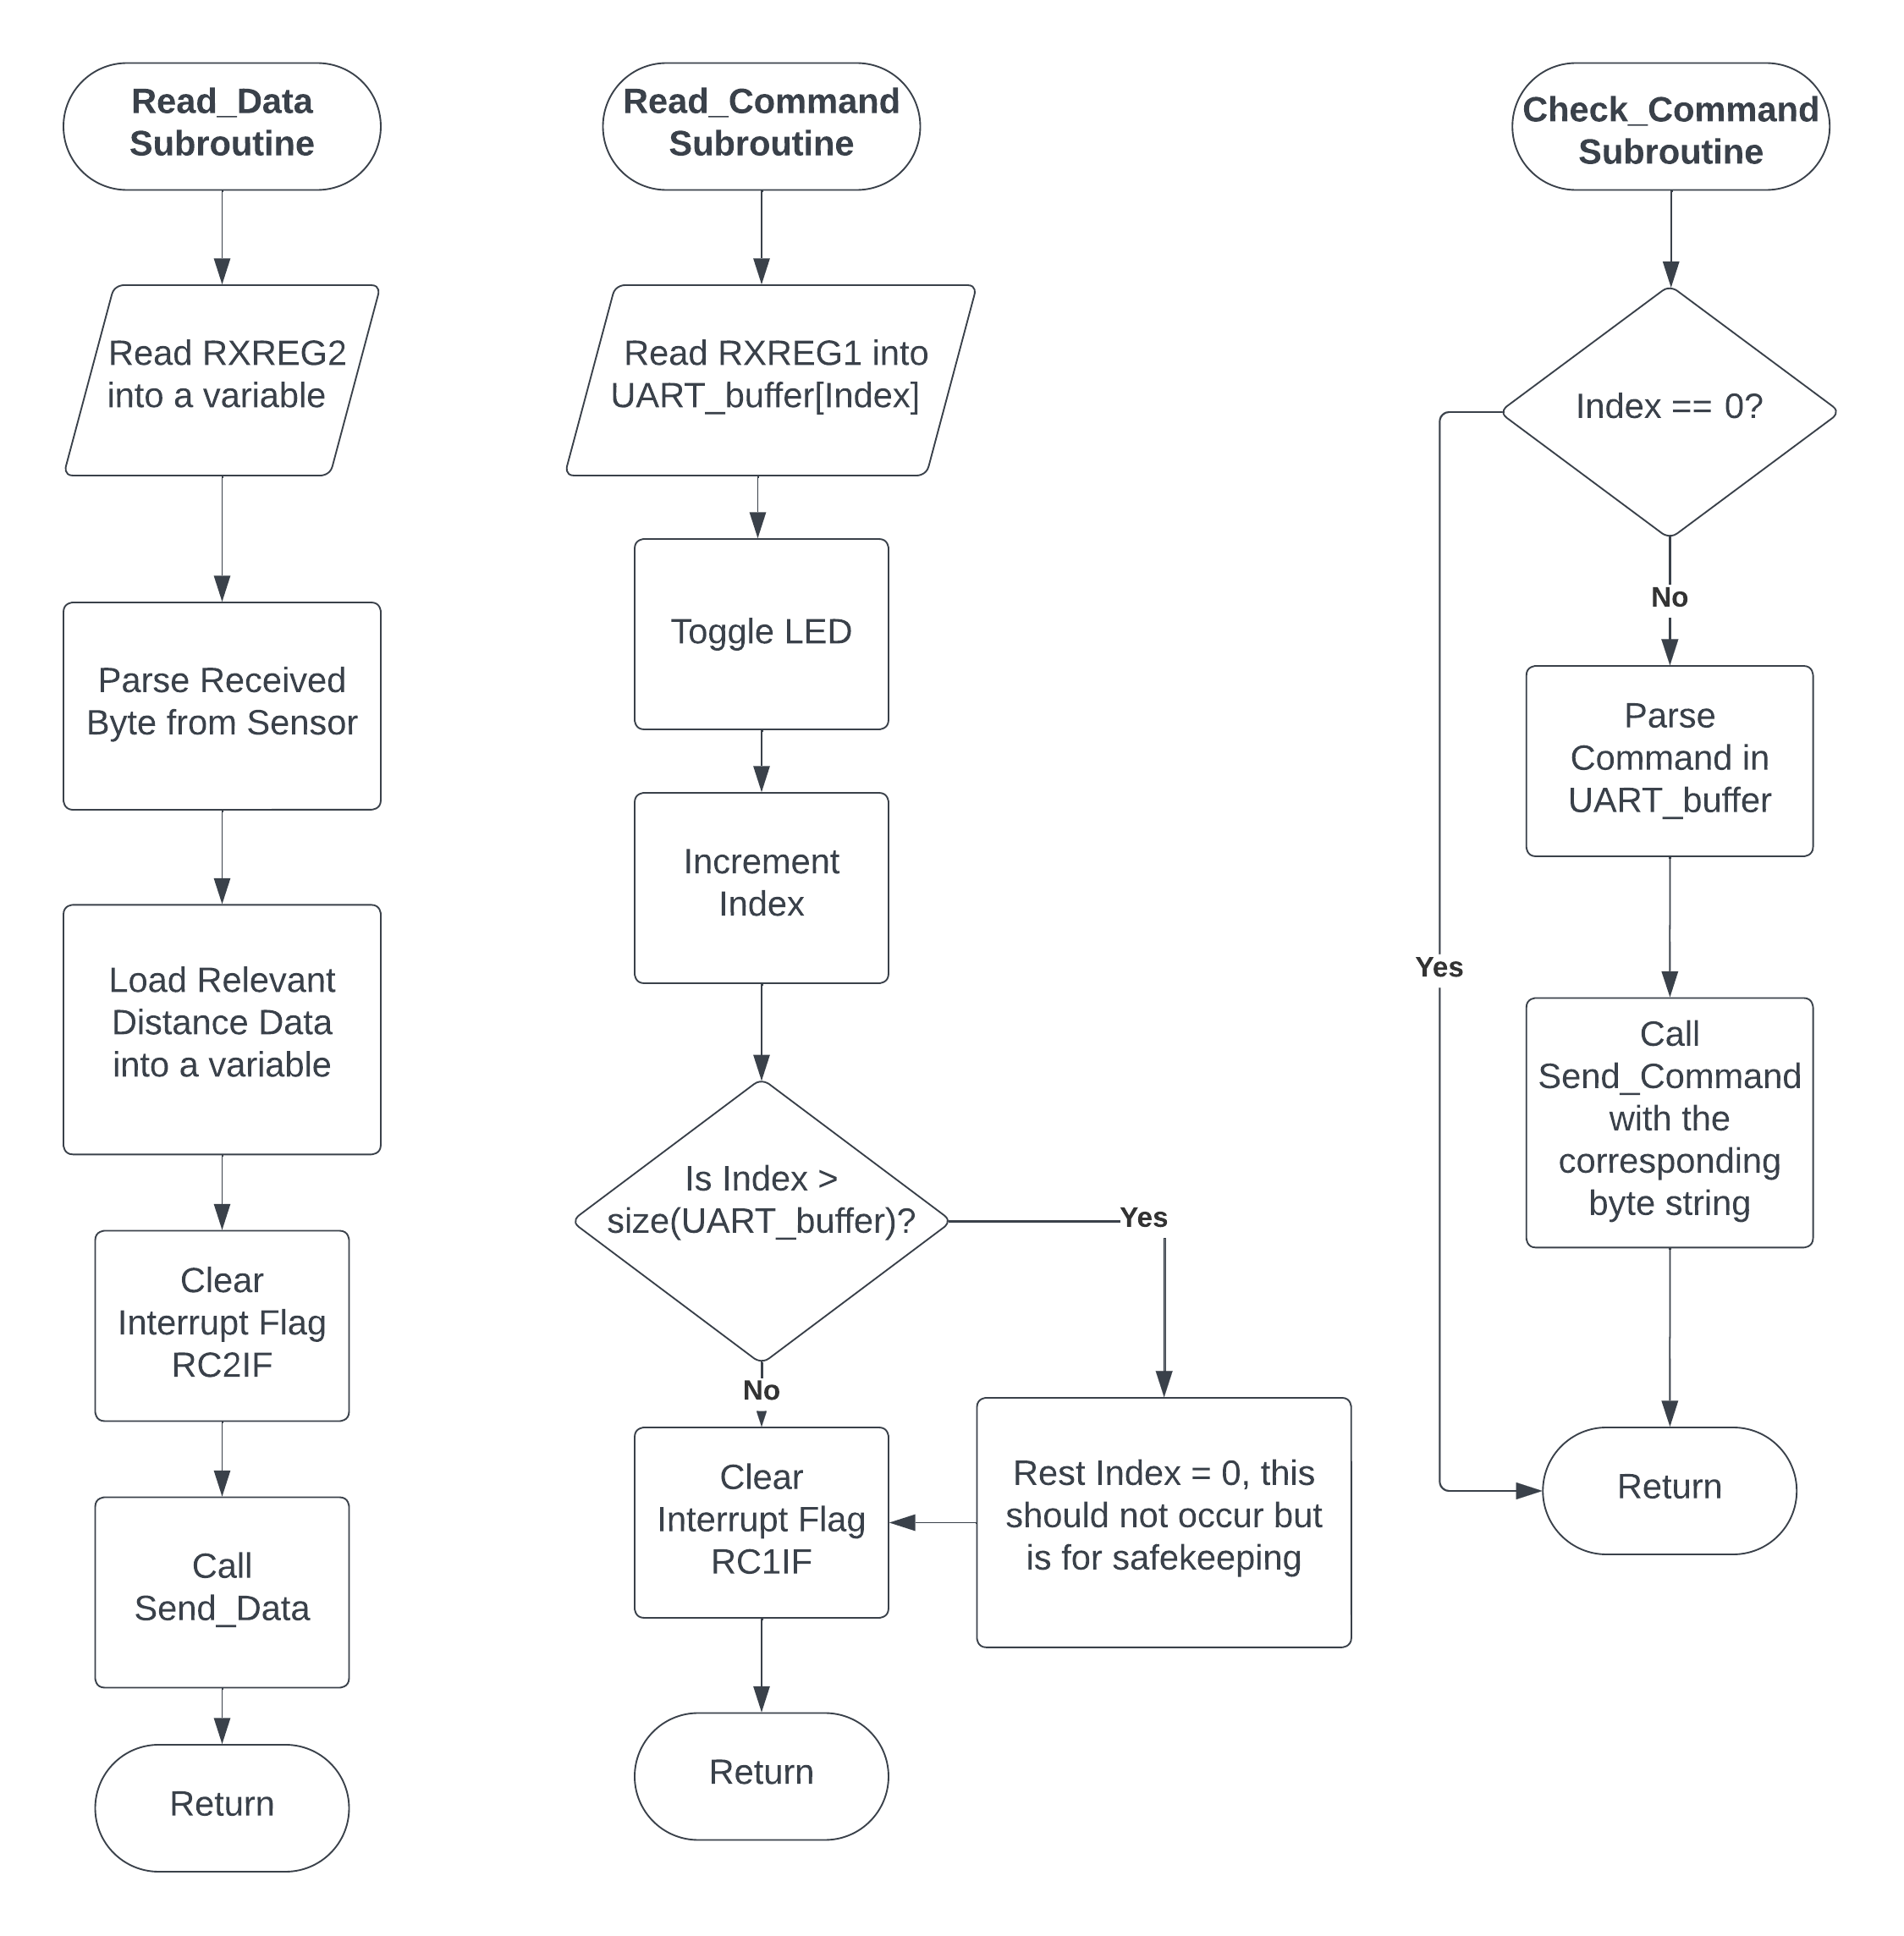 Read_Data
Subroutine
Read RXREG2
into a variable
Parse Received
Byte from Sensor
Load Relevant
Distance Data
into a variable
Clear
Interrupt Flag
RC2IF
Call
Send_Data
Return
Read_Command
Subroutine
Read RXREG1 into
UART_buffer[Index]
Toggle LED
Increment
Index
Is Index >
size(UART_buffer)?
Yes
No
Clear
Interrupt Flag
RC1IF
Rest Index = 0, this
should not occur but
is for safekeeping
Return
Check_Command
Subroutine
Index == 0?
No
Yes
Parse
Command in
UART_buffer
Call
Send_Command
with the
corresponding
byte string
Return